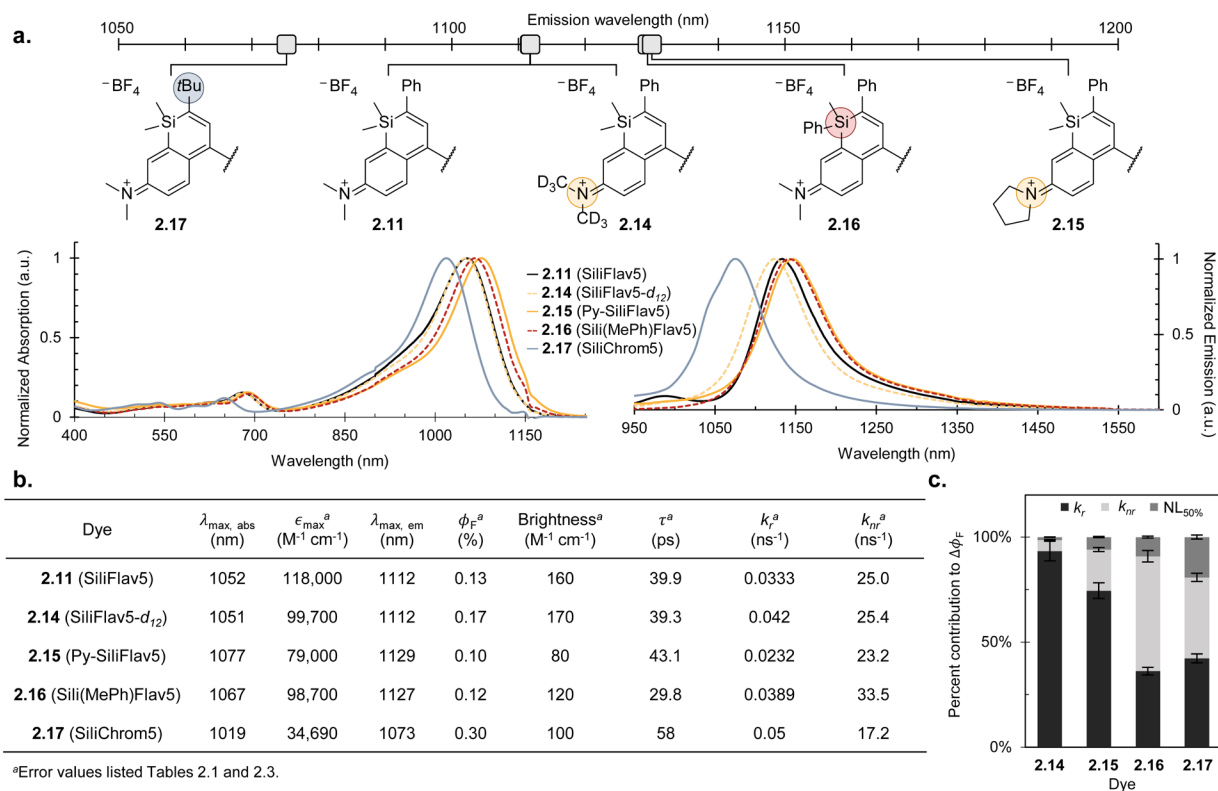 a.
Emission wavelength (nm)
1050 1100 1150 1200
⁻BF₄ tBu Si N⁺ 2.17
⁻BF₄ Ph Si N⁺ 2.11
⁻BF₄ Ph Si D₃C N⁺ CD₃ 2.14
⁻BF₄ Ph Ph Si N⁺ 2.16
⁻BF₄ Ph Si N⁺ 2.15
Normalized Absorption (a.u.)
1
0.5
0
400 550 700 850 1000 1150
Wavelength (nm)
2.11 (SiliFlav5)
2.14 (SiliFlav5-d₁₂)
2.15 (Py-SiliFlav5)
2.16 (Sili(MePh)Flav5)
2.17 (SiliChrom5)
Normalized Emission (a.u.)
1
0.5
0
950 1050 1150 1250 1350 1450 1550
Wavelength (nm)
b.
Dye λmax, abs (nm) ϵmaxᵃ (M⁻¹ cm⁻¹) λmax, em (nm) ϕFᵃ (%) Brightnessᵃ (M⁻¹ cm⁻¹) τᵃ (ps) krᵃ (ns⁻¹) knrᵃ (ns⁻¹)
2.11 (SiliFlav5) 1052 118,000 1112 0.13 160 39.9 0.0333 25.0
2.14 (SiliFlav5-d₁₂) 1051 99,700 1112 0.17 170 39.3 0.042 25.4
2.15 (Py-SiliFlav5) 1077 79,000 1129 0.10 80 43.1 0.0232 23.2
2.16 (Sili(MePh)Flav5) 1067 98,700 1127 0.12 120 29.8 0.0389 33.5
2.17 (SiliChrom5) 1019 34,690 1073 0.30 100 58 0.05 17.2
ᵃError values listed Tables 2.1 and 2.3.
c.
kr knr NL50%
Percent contribution to ΔϕF
100%
50%
0%
2.14 2.15 2.16 2.17
Dye